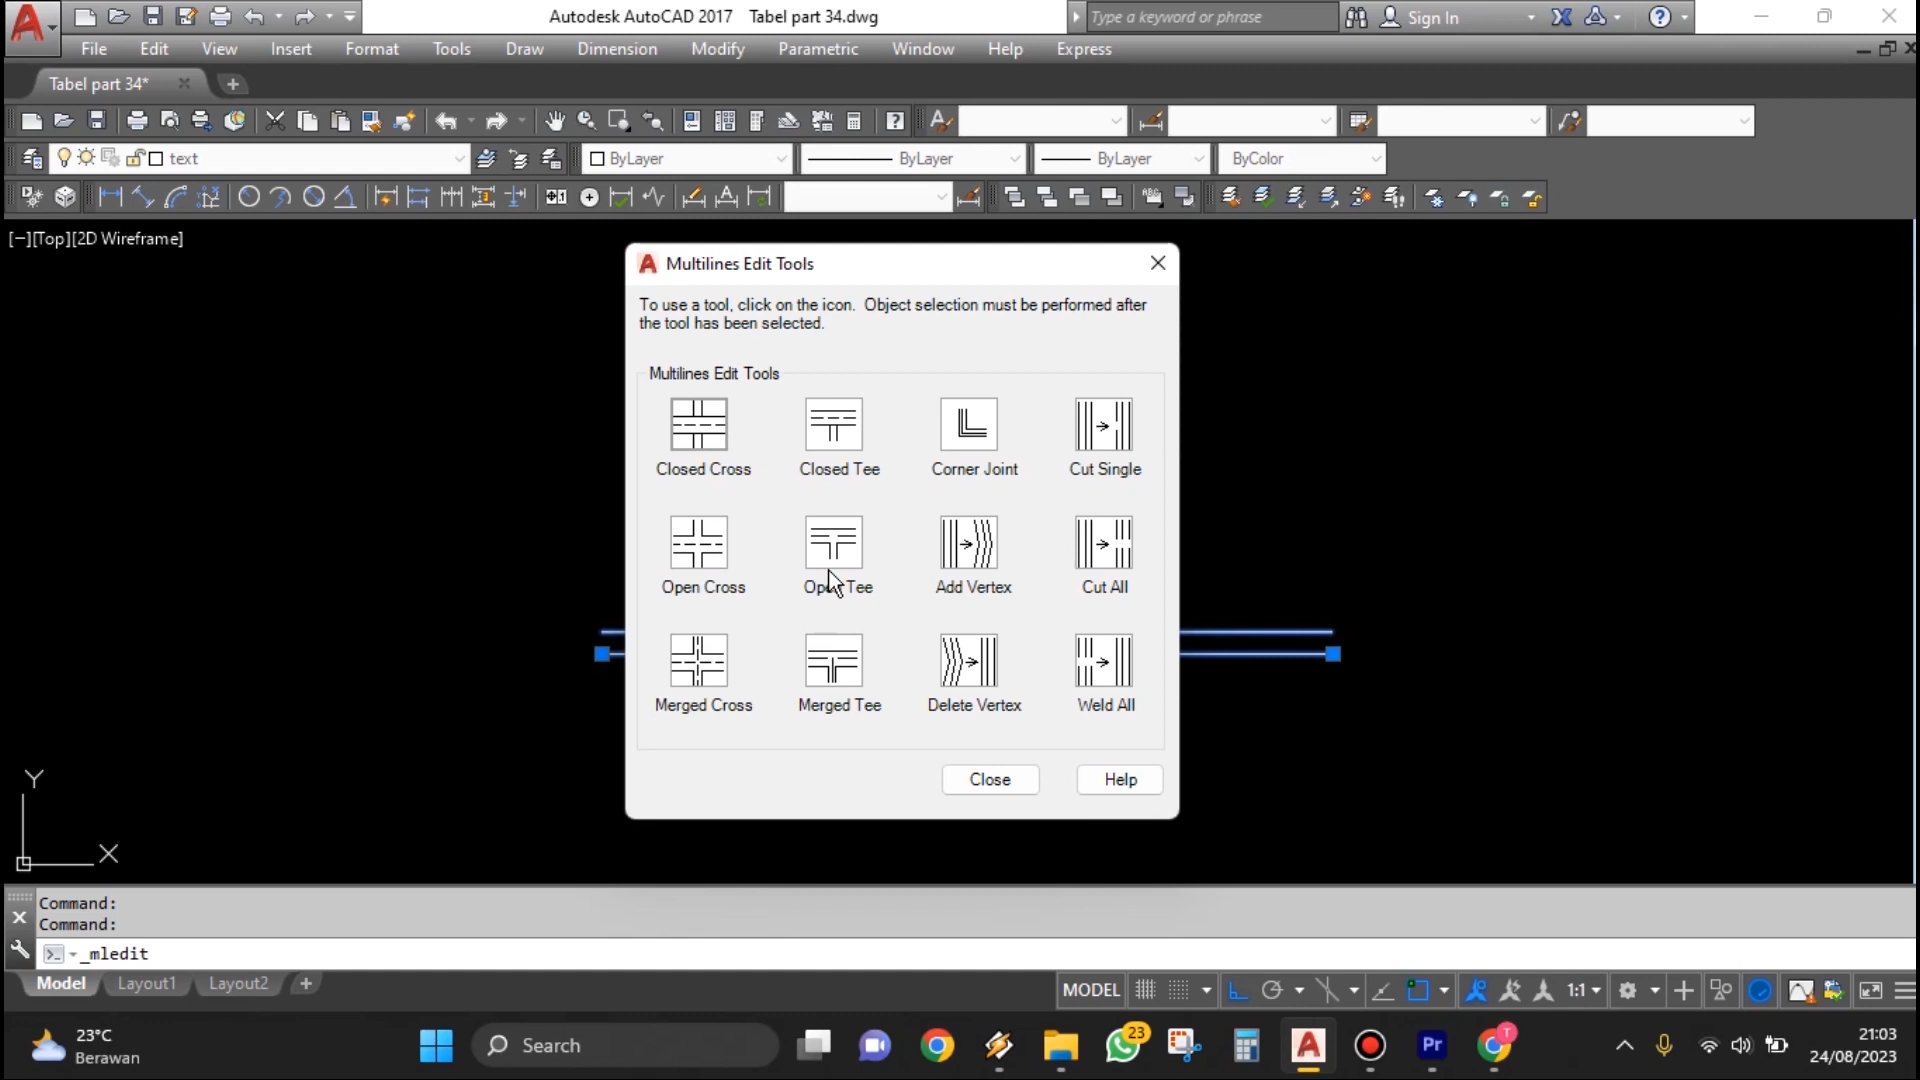 Autodesk AutoCAD 2017 Tabel part 34.dwg
Type a keyword or phrase
Sign In
File Edit View Insert Format Tools Draw Dimension Modify Parametric Window Help Express
Tabel part 34*
text
ByLayer
ByLayer
ByLayer
ByColor
[−][Top][2D Wireframe]
Multilines Edit Tools
To use a tool, click on the icon. Object selection must be performed after
the tool has been selected.
Multilines Edit Tools
Closed Cross Closed Tee Corner Joint Cut Single
Open Cross Open Tee Add Vertex Cut All
Merged Cross Merged Tee Delete Vertex Weld All
Close Help
Y
X
Command:
Command:
_mledit
Model Layout1 Layout2
MODEL
1:1
23°C
Berawan
Search
23
Pr
T
21:03
24/08/2023